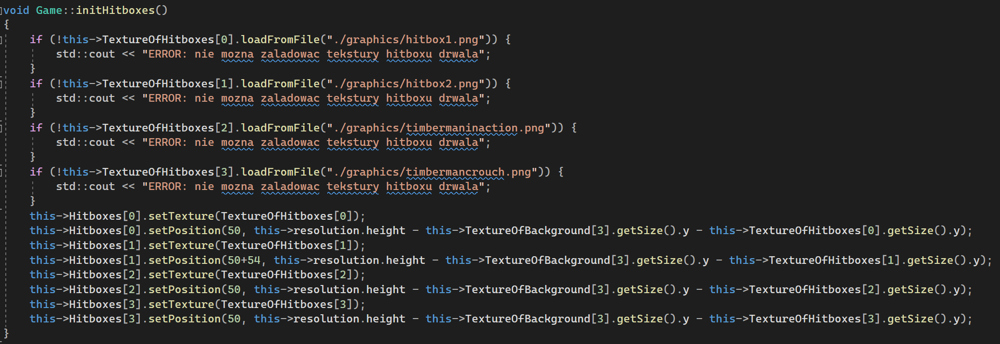 void Game::initHitboxes()
{
    if (!this->TextureOfHitboxes[0].loadFromFile("./graphics/hitbox1.png")) {
        std::cout << "ERROR: nie mozna zaladowac tekstury hitboxu drwala";
    }
    if (!this->TextureOfHitboxes[1].loadFromFile("./graphics/hitbox2.png")) {
        std::cout << "ERROR: nie mozna zaladowac tekstury hitboxu drwala";
    }
    if (!this->TextureOfHitboxes[2].loadFromFile("./graphics/timbermaninaction.png")) {
        std::cout << "ERROR: nie mozna zaladowac tekstury hitboxu drwala";
    }
    if (!this->TextureOfHitboxes[3].loadFromFile("./graphics/timbermancrouch.png")) {
        std::cout << "ERROR: nie mozna zaladowac tekstury hitboxu drwala";
    }
    this->Hitboxes[0].setTexture(TextureOfHitboxes[0]);
    this->Hitboxes[0].setPosition(50, this->resolution.height - this->TextureOfBackground[3].getSize().y - this->TextureOfHitboxes[0].getSize().y);
    this->Hitboxes[1].setTexture(TextureOfHitboxes[1]);
    this->Hitboxes[1].setPosition(50+54, this->resolution.height - this->TextureOfBackground[3].getSize().y - this->TextureOfHitboxes[1].getSize().y);
    this->Hitboxes[2].setTexture(TextureOfHitboxes[2]);
    this->Hitboxes[2].setPosition(50, this->resolution.height - this->TextureOfBackground[3].getSize().y - this->TextureOfHitboxes[2].getSize().y);
    this->Hitboxes[3].setTexture(TextureOfHitboxes[3]);
    this->Hitboxes[3].setPosition(50, this->resolution.height - this->TextureOfBackground[3].getSize().y - this->TextureOfHitboxes[3].getSize().y);
}